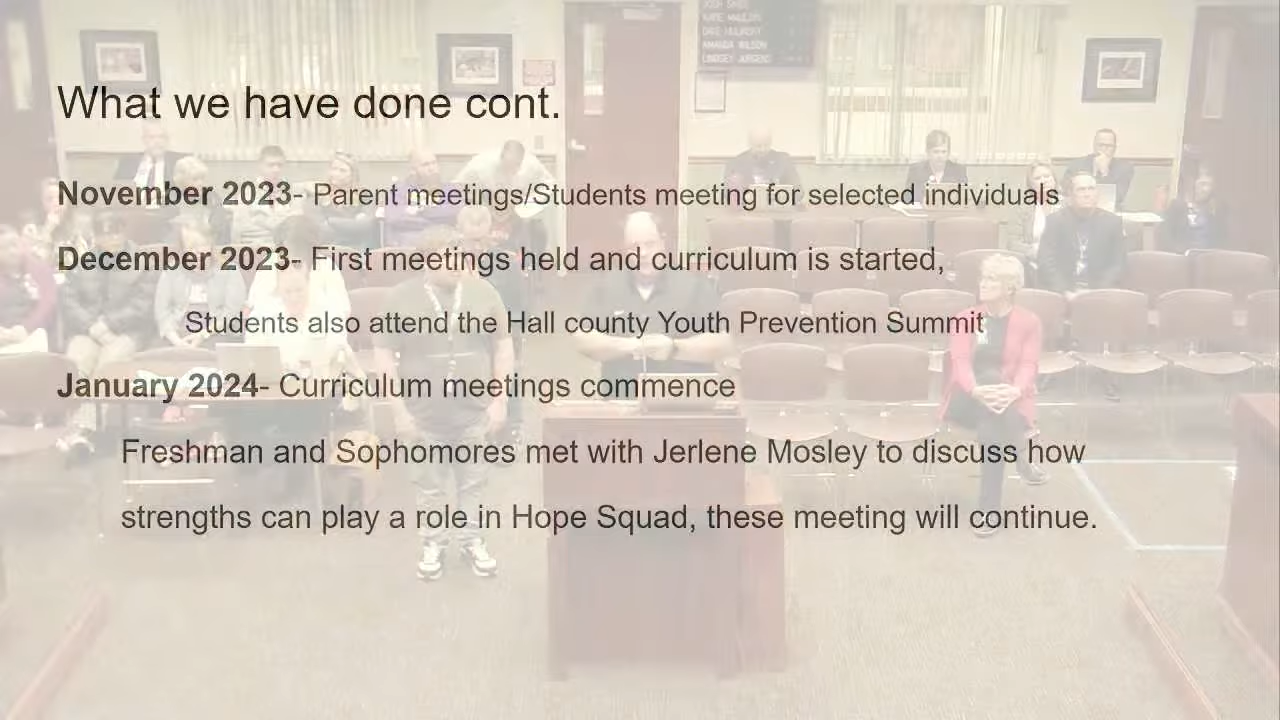 What we have done cont.
November 2023- Parent meetings/Students meeting for selected individuals
December 2023- First meetings held and curriculum is started,
Students also attend the Hall county Youth Prevention Summit
January 2024- Curriculum meetings commence
Freshman and Sophomores met with Jerlene Mosley to discuss how
strengths can play a role in Hope Squad, these meeting will continue.
AMANDA WILSON